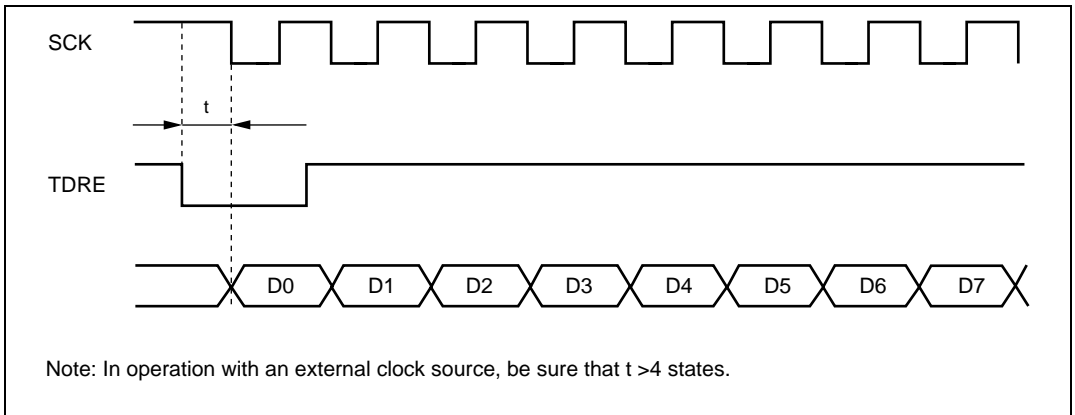 SCK
t
TDRE
D0 D1 D2 D3 D4 D5 D6 D7
Note: In operation with an external clock source, be sure that t >4 states.